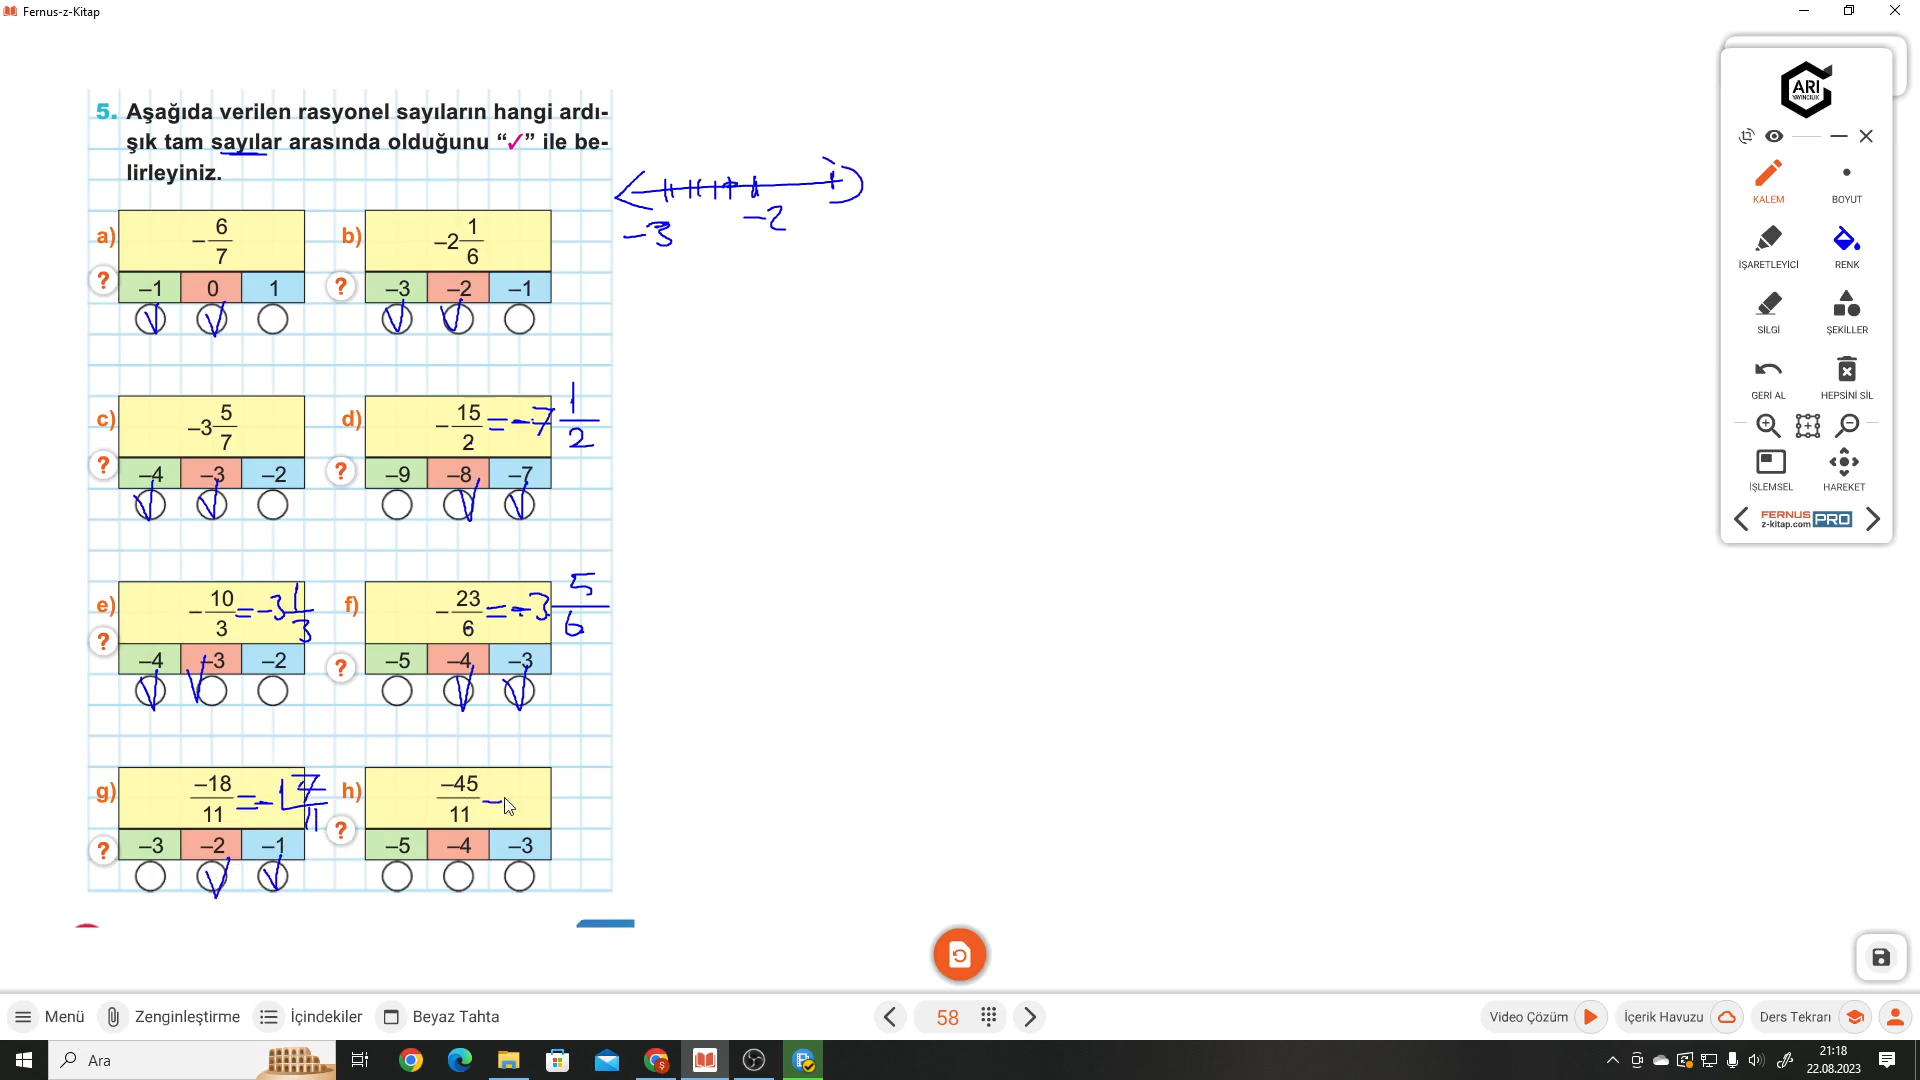 Fernus-z-Kitap
5. Aşağıda verilen rasyonel sayıların hangi ardı-
şık tam sayılar arasında olduğunu “✓” ile be-
lirleyiniz.
-3 -2
a) –6/7
? –1 0 1
b) –2 1/6
? –3 –2 –1
c) –3 5/7
? –4 –3 –2
d) –15/2 = -7 1/2
? –9 –8 –7
e) –10/3 = -3 1/3
? –4 –3 –2
f) –23/6 = -3 5/6
? –5 –4 –3
g) –18/11 = -1 7/11
? –3 –2 –1
h) –45/11 -
? –5 –4 –3
ARI
YAYINCILIK
KALEM BOYUT
İŞARETLEYİCİ RENK
SİLGİ ŞEKİLLER
GERİ AL HEPSİNİ SİL
İŞLEMSEL HAREKET
FERNUS
z-kitap.com PRO
Menü Zenginleştirme İçindekiler Beyaz Tahta 58 Video Çözüm İçerik Havuzu Ders Tekrarı
Ara
21:18
22.08.2023